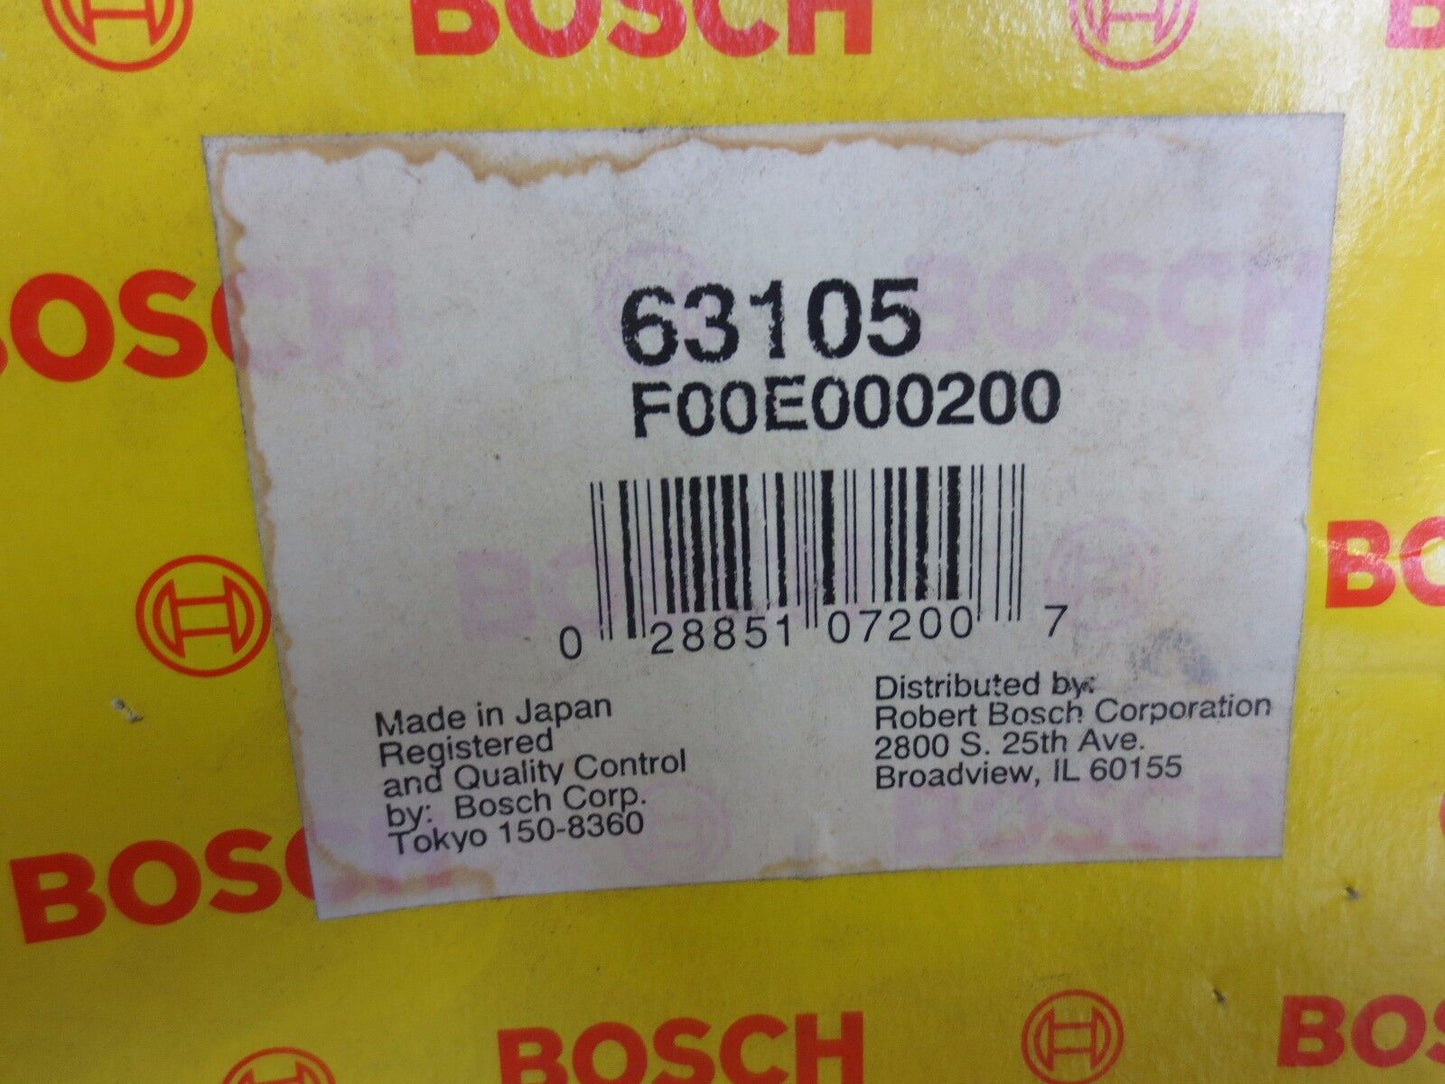 BOSCH
BOSCH
BOSCH
63105
F00E000200
0 28851 07200 7
BOSCH
Made in Japan
Registered
and Quality Control
by: Bosch Corp.
Tokyo 150-8360
Distributed by:
Robert Bosch Corporation
2800 S. 25th Ave.
Broadview, IL 60155
BOSCH
BOSCH
BOSCH